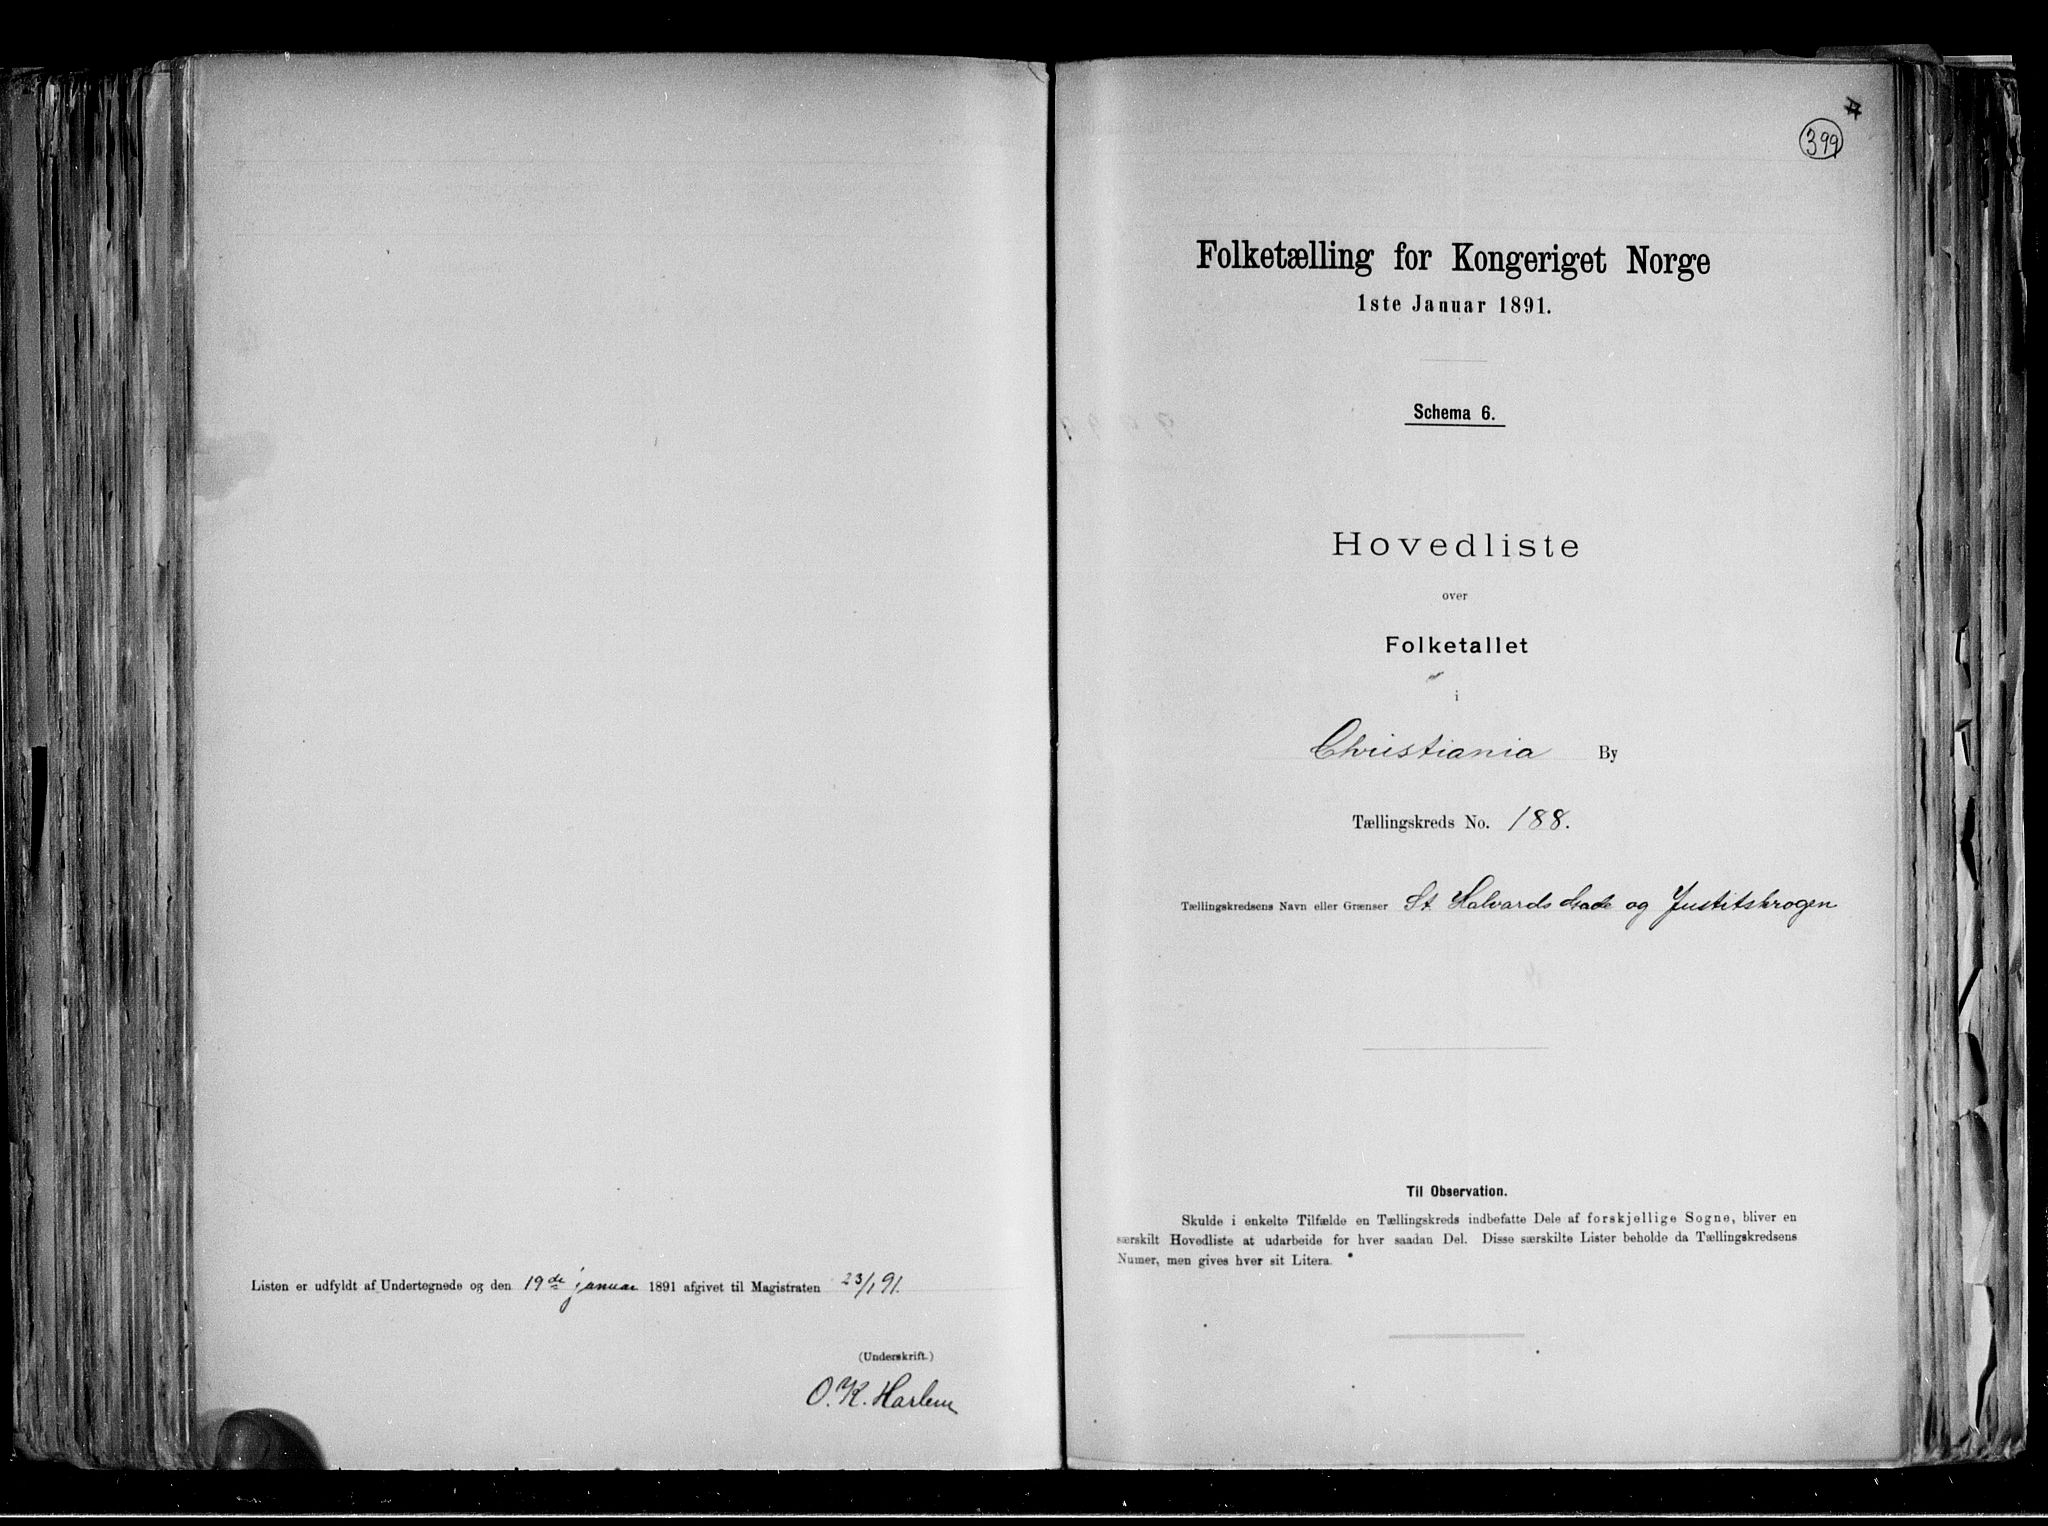 Listen er udfyldt af Undertegnede og den 19de januar 1891 afgivet til Magistraten 23/1 91.
(Underskrift.)
O. K. Harlem
399
Folketælling for Kongeriget Norge
1ste Januar 1891.
Schema 6.
Hovedliste
over
Folketallet
i
Christiania By
Tællingskreds No. 188.
Tællingskredsens Navn eller Grænser St Halvards Gade og Justitskrogen
Til Observation.
Skulde i enkelte Tilfælde en Tællingskreds indbefatte Dele af forskjellige Sogne, bliver en
særskilt Hovedliste at udarbeide for hver saadan Del. Disse særskilte Lister beholde da Tællingskredsens
Numer, men gives hver sit Litera.